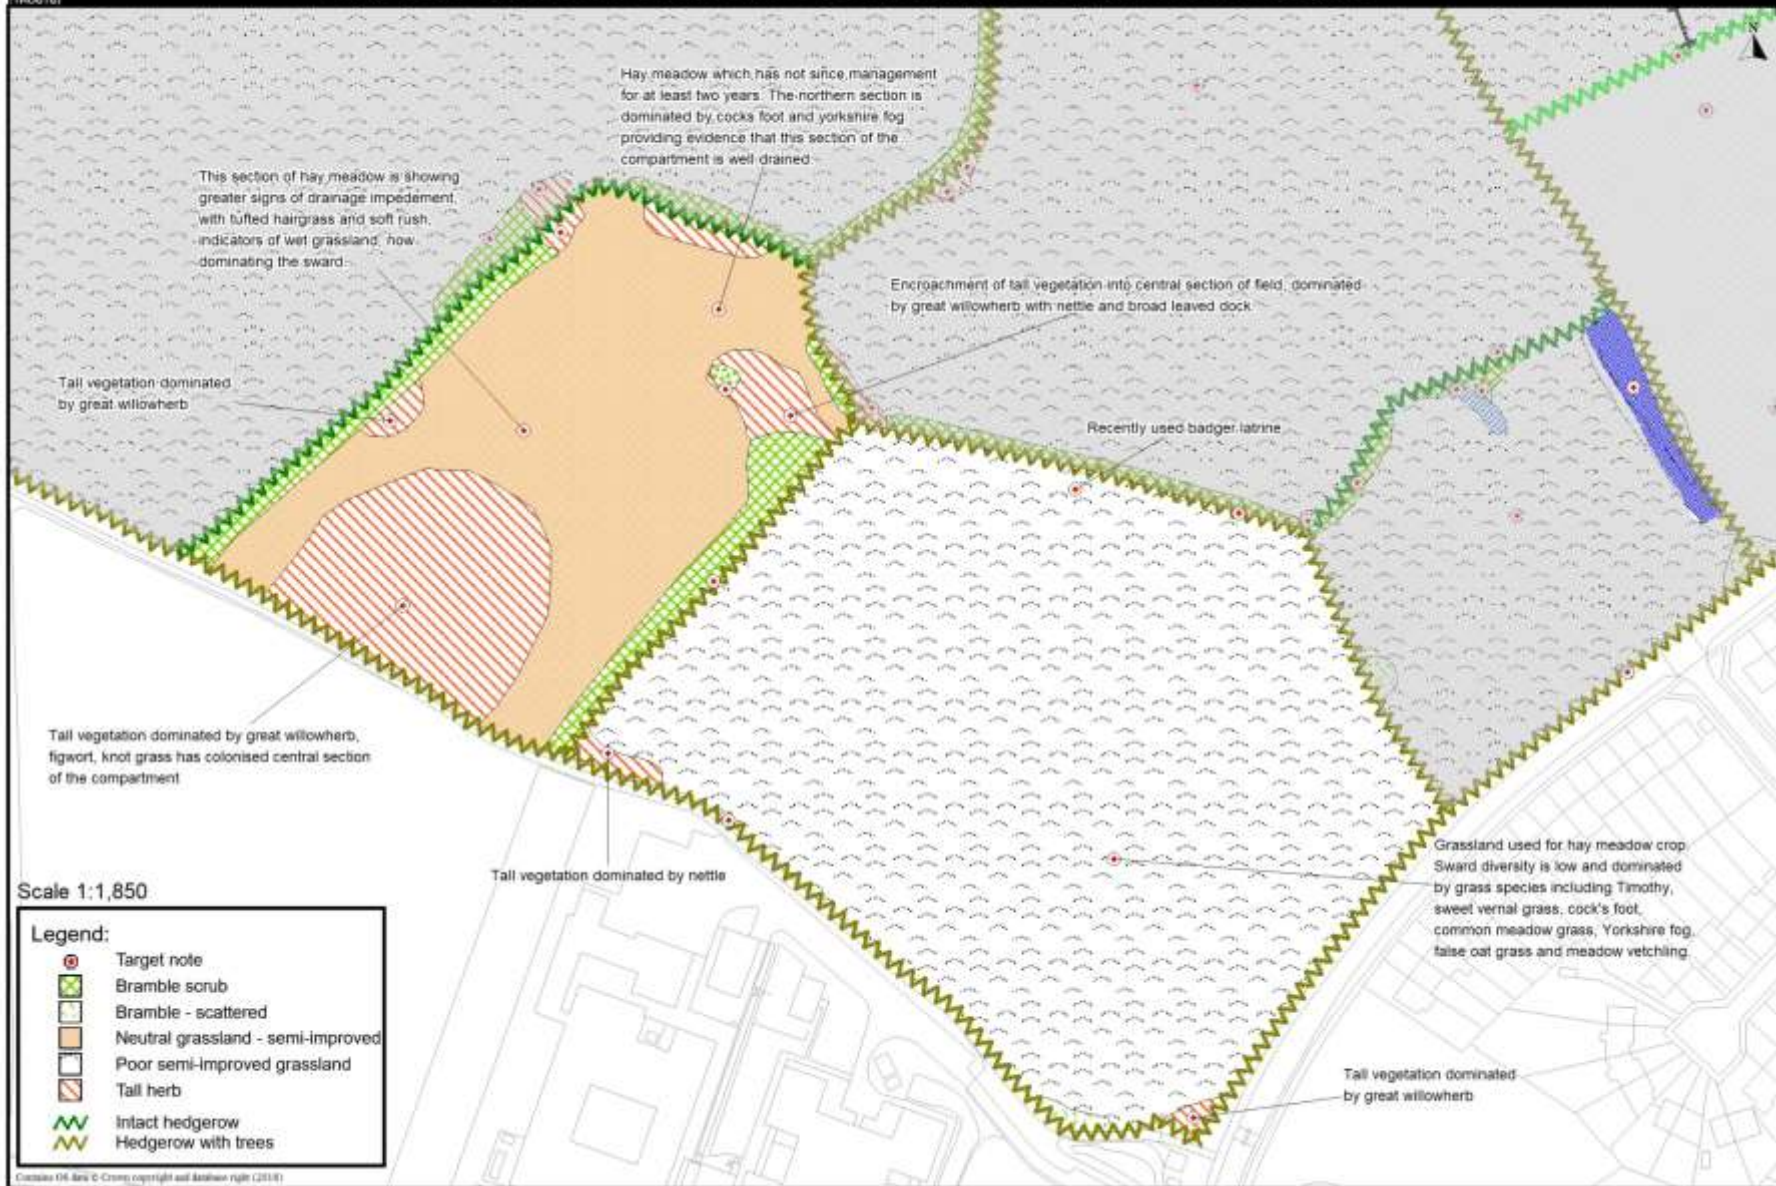 N
Hay meadow which has not since management
for at least two years. The northern section is
dominated by cocks foot and yorkshire fog
providing evidence that this section of the
compartment is well drained.
This section of hay meadow is showing
greater signs of drainage impedement,
with tufted hairgrass and soft rush,
indicators of wet grassland, now
dominating the sward.
Encroachment of tall vegetation into central section of field, dominated
by great willowherb with nettle and broad leaved dock
Tall vegetation dominated
by great willowherb
Recently used badger latrine
Tall vegetation dominated by great willowherb,
figwort, knot grass has colonised central section
of the compartment
Tall vegetation dominated by nettle
Grassland used for hay meadow crop.
Sward diversity is low and dominated
by grass species including Timothy,
sweet vernal grass, cock's foot,
common meadow grass, Yorkshire fog,
false oat grass and meadow vetchling.
Tall vegetation dominated
by great willowherb
Scale 1:1,850
Legend:
Target note
Bramble scrub
Bramble - scattered
Neutral grassland - semi-improved
Poor semi-improved grassland
Tall herb
Intact hedgerow
Hedgerow with trees
Contains OS data © Crown copyright and database right (2018)